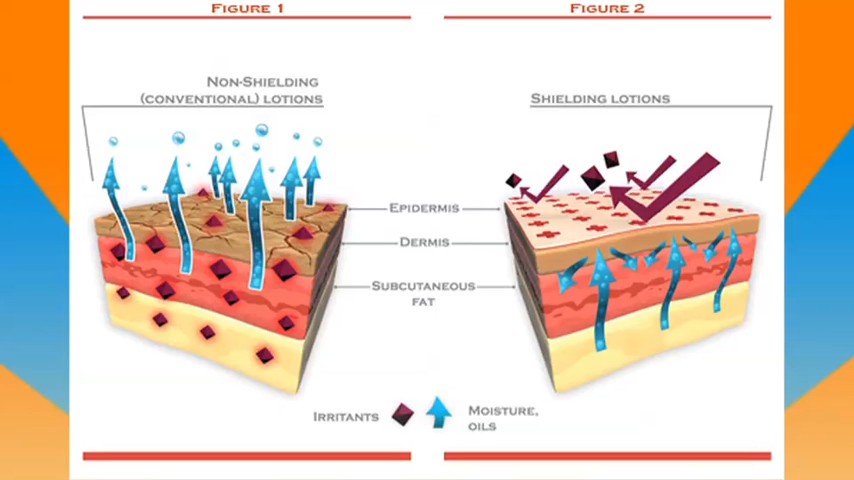 FIGURE 1
FIGURE 2
NON-SHIELDING
(CONVENTIONAL) LOTIONS
SHIELDING LOTIONS
EPIDERMIS
DERMIS
SUBCUTANEOUS
FAT
IRRITANTS
MOISTURE,
OILS